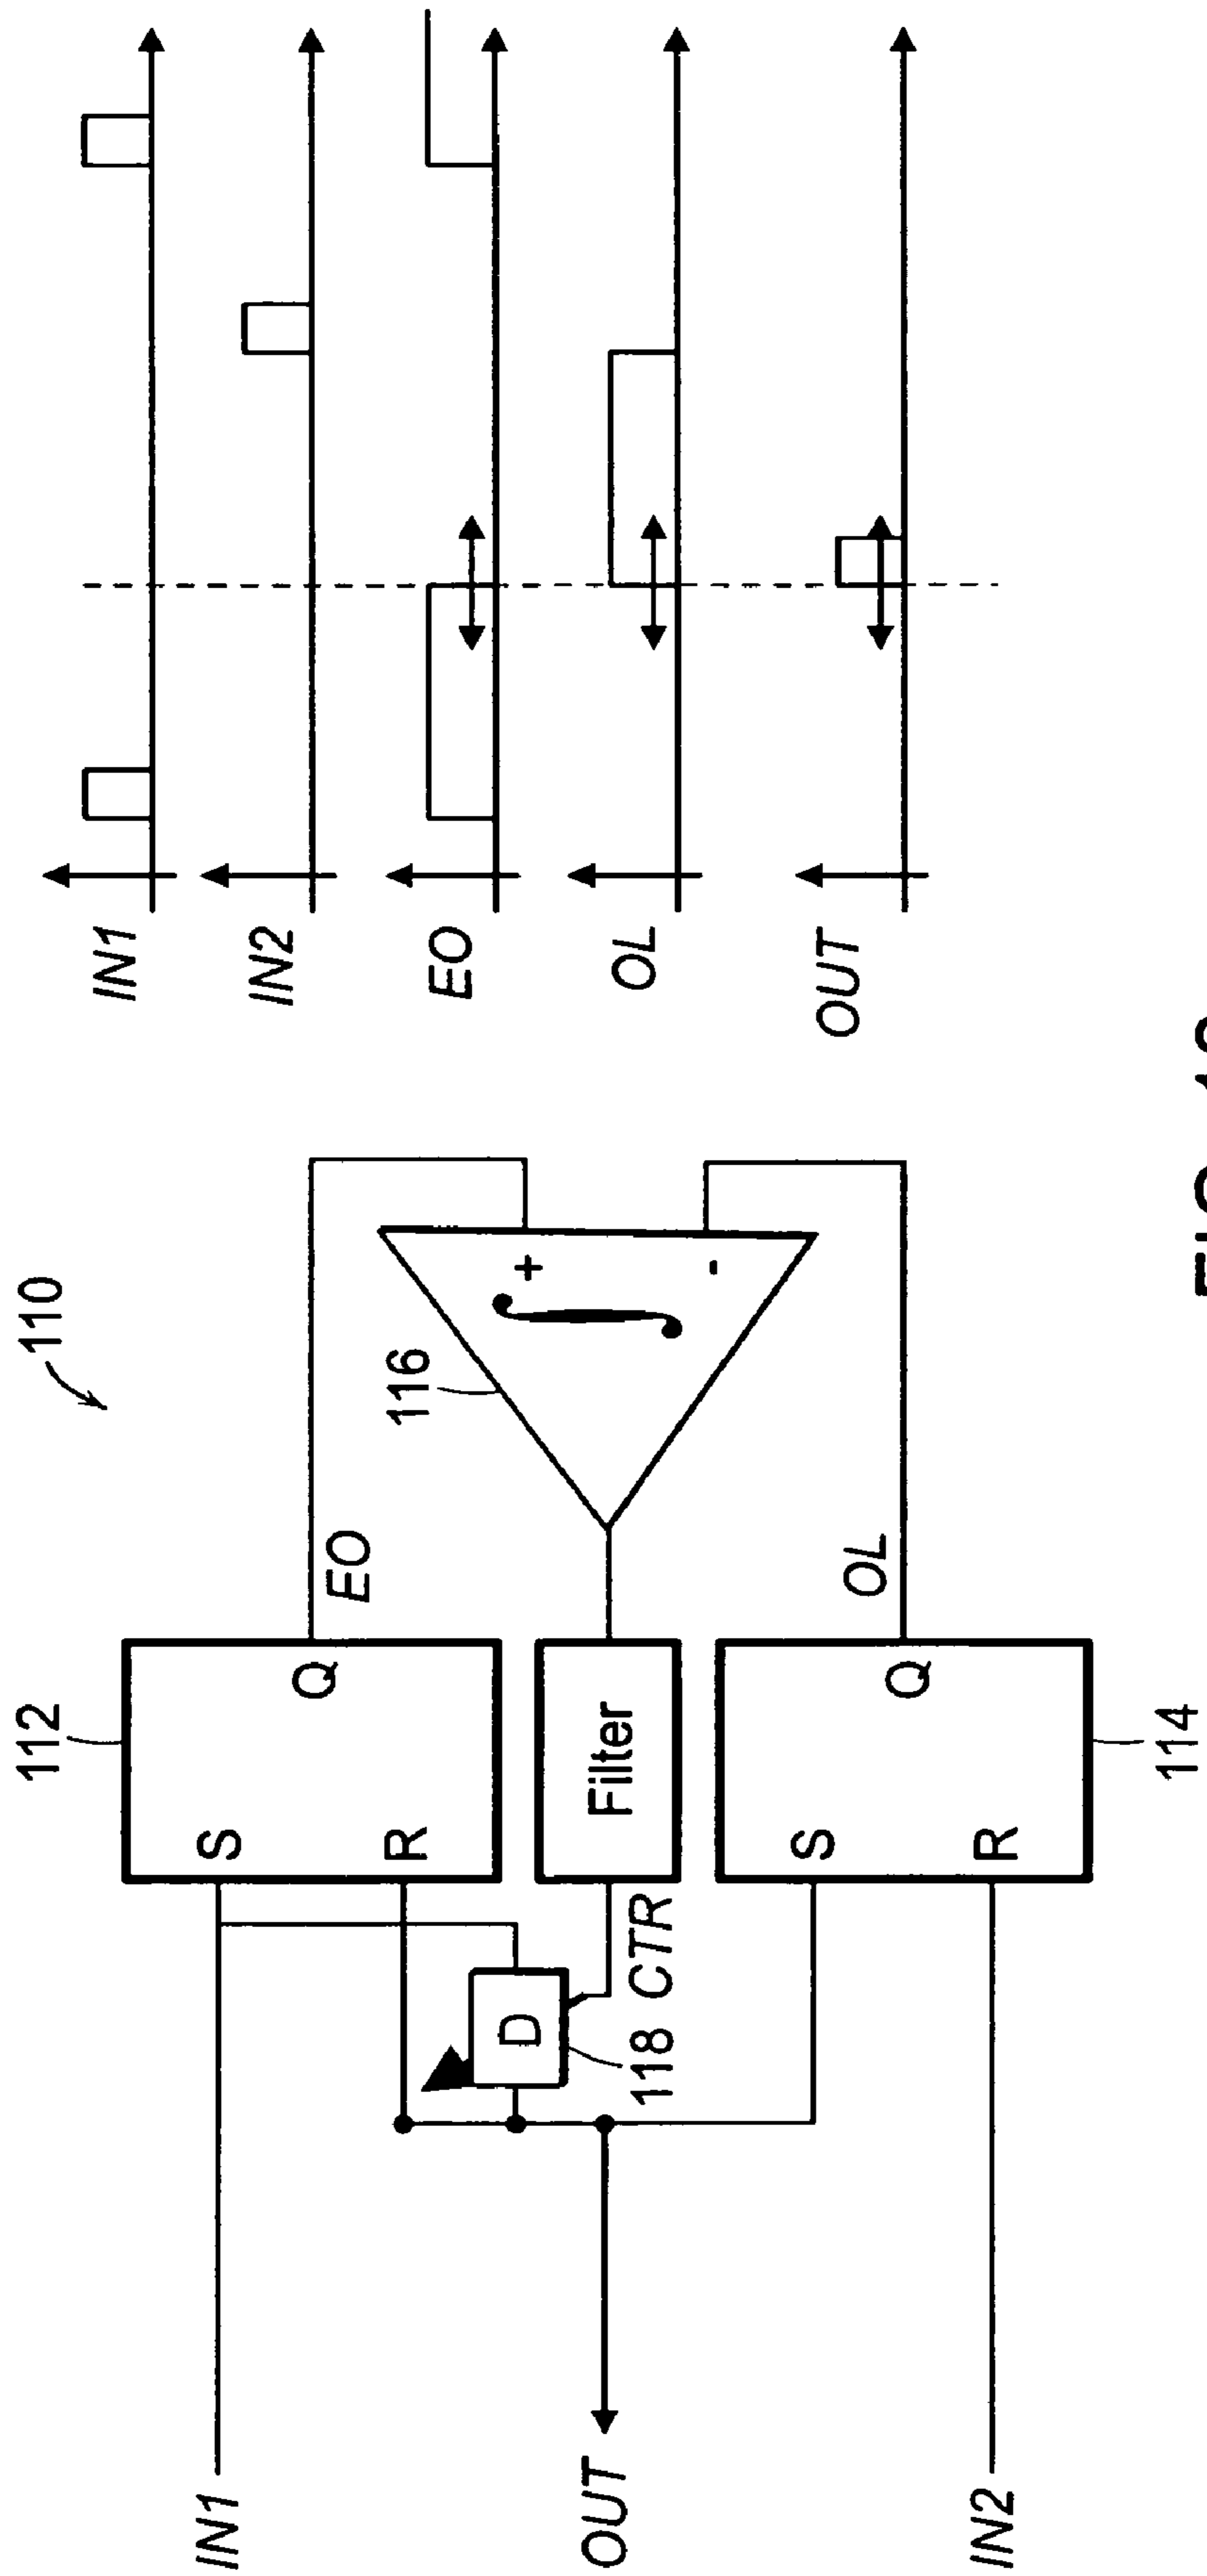 110
112
S
Q
R
EO
116
+
-
∫
Filter
D
118
CTR
S
Q
R
OL
114
IN1
OUT
IN2
IN1
IN2
EO
OL
OUT